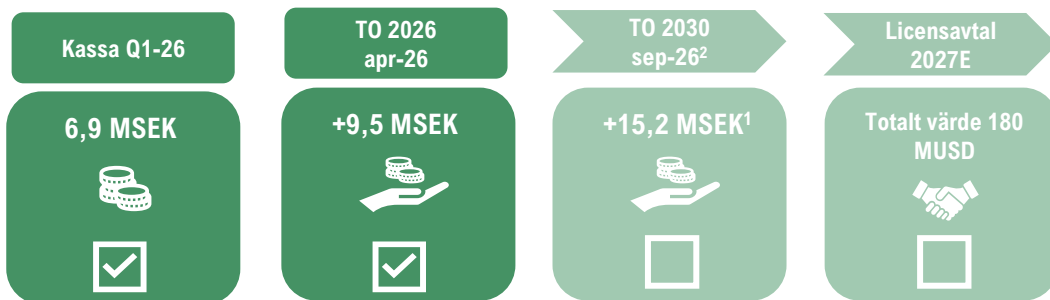 Kassa Q1-26
TO 2026
apr-26
TO 2030
sep-26²
Licensavtal
2027E
6,9 MSEK
+9,5 MSEK
+15,2 MSEK¹
Totalt värde 180
MUSD